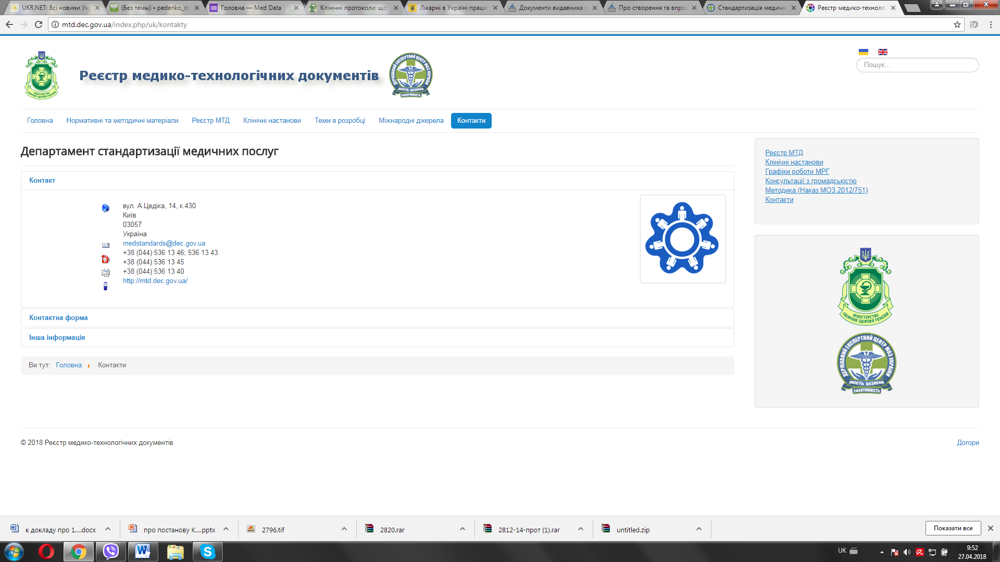 UKR.NET: Всі новини Укр
(Без темы) • pedenko_do
Головна — Med Data
Клінічні протоколи: що
Лікарні в Україні працю
Документи видавника т
Про створення та впров
Стандартизація медичн
Реєстр медико-техноло
mtd.dec.gov.ua/index.php/uk/kontakty
Реєстр медико-технологічних документів
Пошук...
Головна
Нормативні та методичні матеріали
Реєстр МТД
Клінічні настанови
Теми в розробці
Міжнародні джерела
Контакти
Департамент стандартизації медичних послуг
Контакт
вул. А.Цедіка, 14, к.430
Київ
03057
Україна
medstandards@dec.gov.ua
+38 (044) 536 13 46; 536 13 43
+38 (044) 536 13 45
+38 (044) 536 13 40
http://mtd.dec.gov.ua/
Контактна форма
Інша інформація
Ви тут: Головна Контакти
Реєстр МТД
Клінічні настанови
Графіки роботи МРГ
Консультації з громадськістю
Методика (Наказ МОЗ 2012/751)
Контакти
МІНІСТЕРСТВО
ОХОРОНИ ЗДОРОВ'Я УКРАЇНИ
ДЕРЖАВНИЙ ЕКСПЕРТНИЙ ЦЕНТР МОЗ УКРАЇНИ
ЯКІСТЬ БЕЗПЕКА
ЕФЕКТИВНІСТЬ
© 2018 Реєстр медико-технологічних документів
Догори
к докладу про 1....docx
про постанову К....pptx
2796.tif
2820.rar
2812-14-прот (1).rar
untitled.zip
Показати все
UK
9:52
27.04.2018